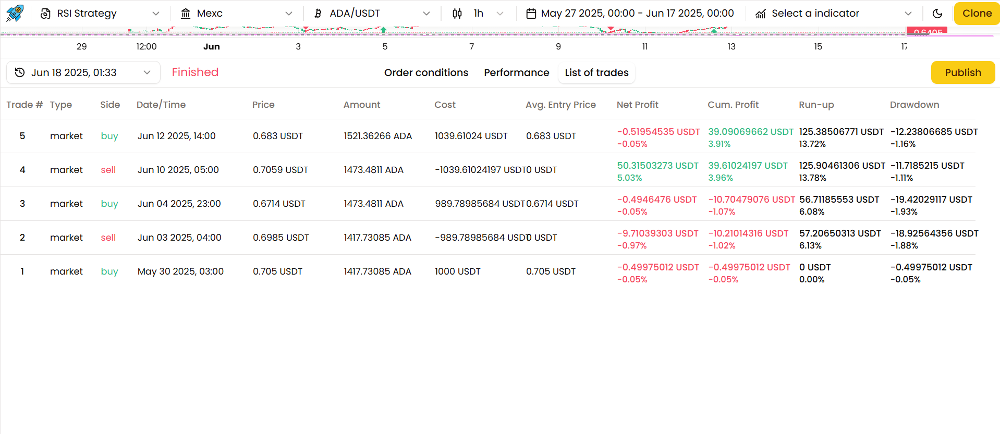 RSI Strategy Mexc ADA/USDT 1h May 27 2025, 00:00 - Jun 17 2025, 00:00 Select a indicator Clone
0.6405
29 12:00 Jun 3 5 7 9 11 13 15 17
Jun 18 2025, 01:33 Finished Order conditions Performance List of trades Publish
Trade # Type Side Date/Time Price Amount Cost Avg. Entry Price Net Profit Cum. Profit Run-up Drawdown
5 market buy Jun 12 2025, 14:00 0.683 USDT 1521.36266 ADA 1039.61024 USDT 0.683 USDT -0.51954535 USDT 39.09069662 USDT 125.38506771 USDT -12.23806685 USDT
-0.05% 3.91% 13.72% -1.16%
4 market sell Jun 10 2025, 05:00 0.7059 USDT 1473.4811 ADA -1039.61024197 USDT 0 USDT 50.31503273 USDT 39.61024197 USDT 125.90461306 USDT -11.7185215 USDT
5.03% 3.96% 13.78% -1.11%
3 market buy Jun 04 2025, 23:00 0.6714 USDT 1473.4811 ADA 989.78985684 USDT 0.6714 USDT -0.4946476 USDT -10.70479076 USDT 56.71185553 USDT -19.42029117 USDT
-0.05% -1.07% 6.08% -1.93%
2 market sell Jun 03 2025, 04:00 0.6985 USDT 1417.73085 ADA -989.78985684 USDT 0 USDT -9.71039303 USDT -10.21014316 USDT 57.20650313 USDT -18.92564356 USDT
-0.97% -1.02% 6.13% -1.88%
1 market buy May 30 2025, 03:00 0.705 USDT 1417.73085 ADA 1000 USDT 0.705 USDT -0.49975012 USDT -0.49975012 USDT 0 USDT -0.49975012 USDT
-0.05% -0.05% 0.00% -0.05%